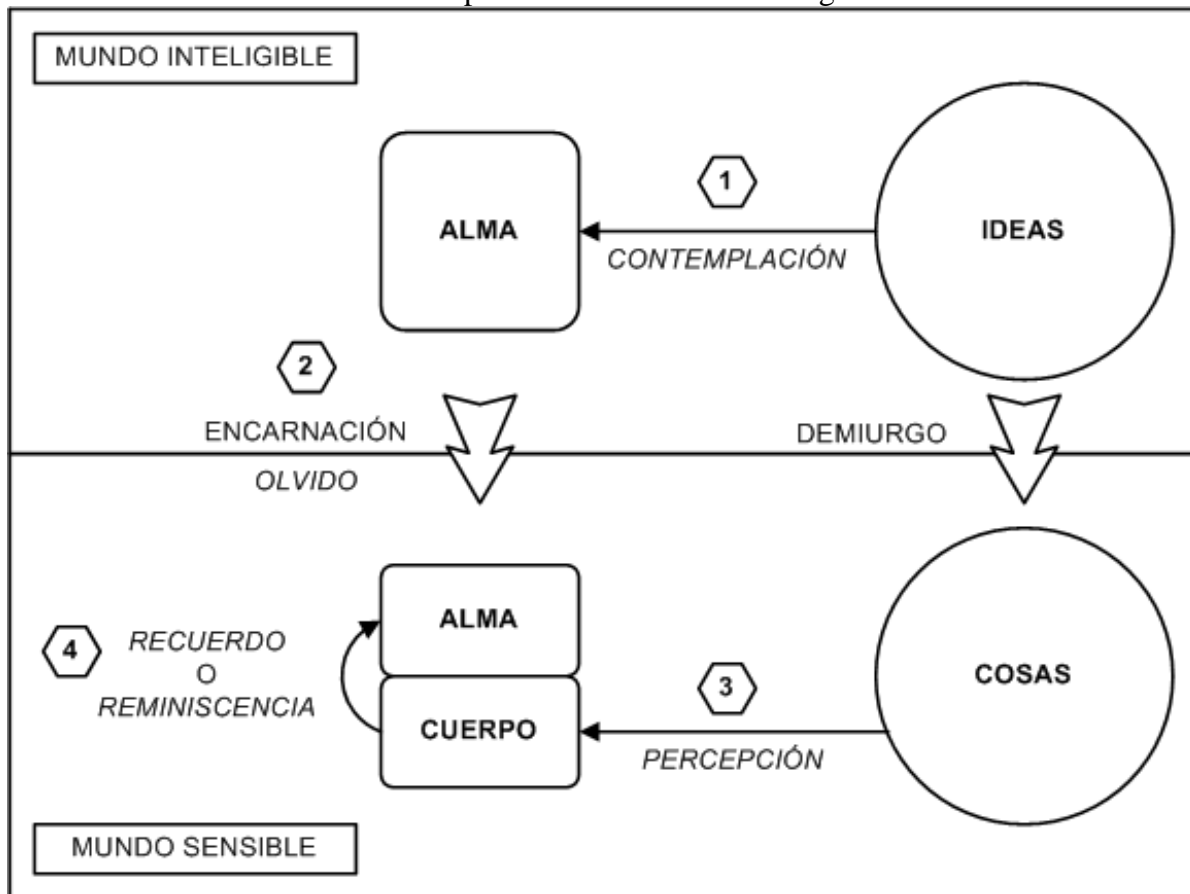 MUNDO INTELIGIBLE
1
ALMA
IDEAS
CONTEMPLACIÓN
2
ENCARNACIÓN
DEMIURGO
OLVIDO
4
RECUERDO
O
REMINISCENCIA
ALMA
CUERPO
3
COSAS
PERCEPCIÓN
MUNDO SENSIBLE